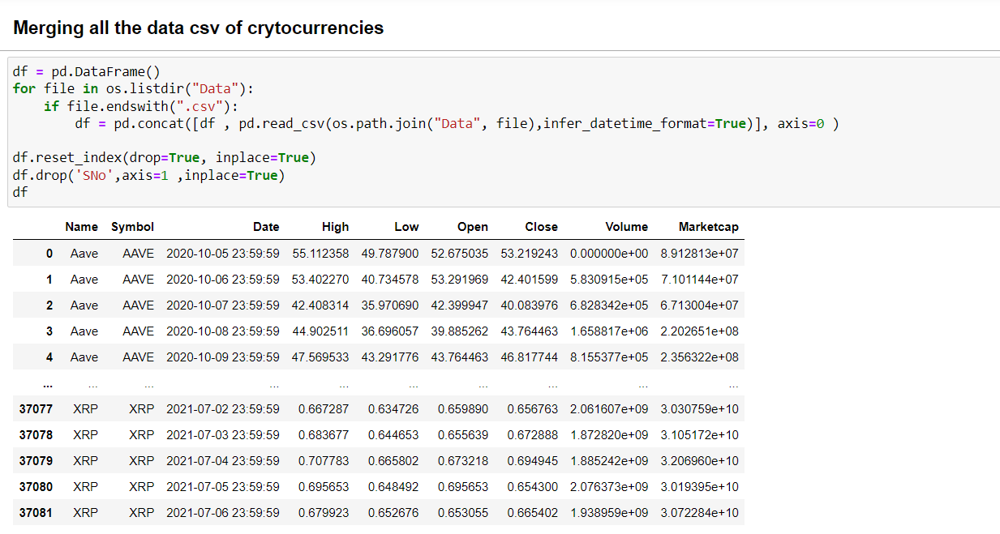 Merging all the data csv of crytocurrencies
df = pd.DataFrame()
for file in os.listdir("Data"):
    if file.endswith(".csv"):
        df = pd.concat([df , pd.read_csv(os.path.join("Data", file),infer_datetime_format=True)], axis=0 )
df.reset_index(drop=True, inplace=True)
df.drop('SNo',axis=1 ,inplace=True)
df
Name Symbol Date High Low Open Close Volume Marketcap
0 Aave AAVE 2020-10-05 23:59:59 55.112358 49.787900 52.675035 53.219243 0.000000e+00 8.912813e+07
1 Aave AAVE 2020-10-06 23:59:59 53.402270 40.734578 53.291969 42.401599 5.830915e+05 7.101144e+07
2 Aave AAVE 2020-10-07 23:59:59 42.408314 35.970690 42.399947 40.083976 6.828342e+05 6.713004e+07
3 Aave AAVE 2020-10-08 23:59:59 44.902511 36.696057 39.885262 43.764463 1.658817e+06 2.202651e+08
4 Aave AAVE 2020-10-09 23:59:59 47.569533 43.291776 43.764463 46.817744 8.155377e+05 2.356322e+08
... ... ... ... ... ... ... ... ... ...
37077 XRP XRP 2021-07-02 23:59:59 0.667287 0.634726 0.659890 0.656763 2.061607e+09 3.030759e+10
37078 XRP XRP 2021-07-03 23:59:59 0.683677 0.644653 0.655639 0.672888 1.872820e+09 3.105172e+10
37079 XRP XRP 2021-07-04 23:59:59 0.707783 0.665802 0.673218 0.694945 1.885242e+09 3.206960e+10
37080 XRP XRP 2021-07-05 23:59:59 0.695653 0.648492 0.695653 0.654300 2.076373e+09 3.019395e+10
37081 XRP XRP 2021-07-06 23:59:59 0.679923 0.652676 0.653055 0.665402 1.938959e+09 3.072284e+10